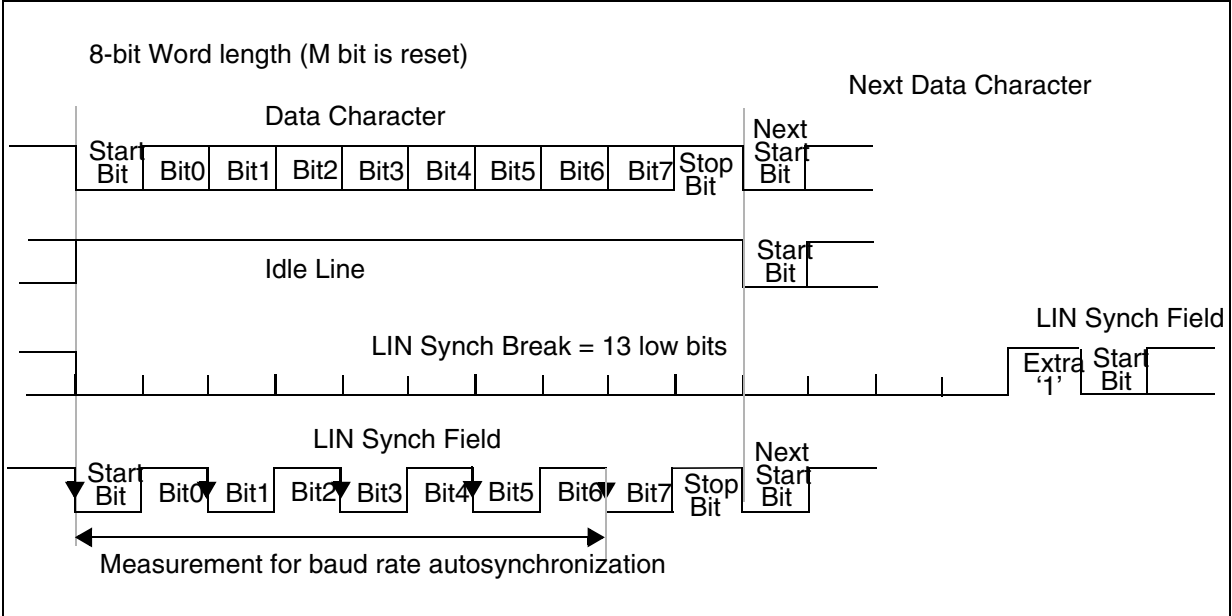 8-bit Word length (M bit is reset)
Next Data Character
Data Character
Start Bit
Bit0
Bit1
Bit2
Bit3
Bit4
Bit5
Bit6
Bit7
Stop Bit
Next Start Bit
Idle Line
Start Bit
LIN Synch Field
LIN Synch Break = 13 low bits
Extra ‘1’
Start Bit
LIN Synch Field
Start Bit
Bit0
Bit1
Bit2
Bit3
Bit4
Bit5
Bit6
Bit7
Stop Bit
Next Start Bit
Measurement for baud rate autosynchronization